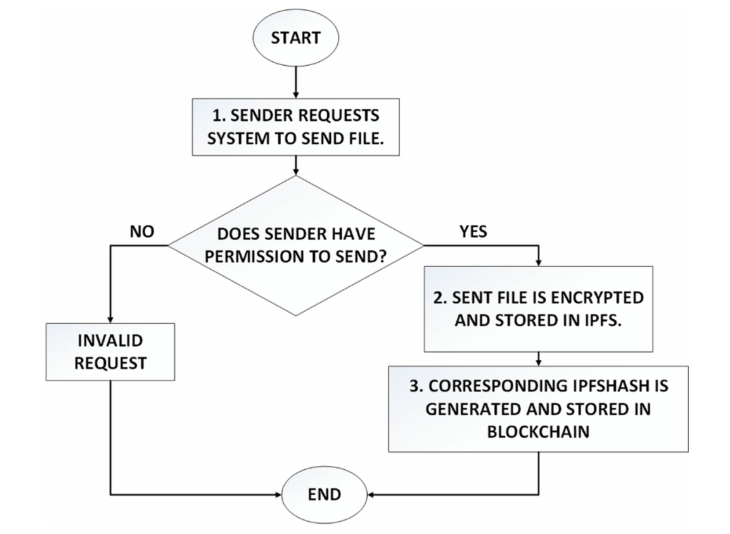 START
1. SENDER REQUESTS
SYSTEM TO SEND FILE.
DOES SENDER HAVE
PERMISSION TO SEND?
NO
YES
2. SENT FILE IS ENCRYPTED
AND STORED IN IPFS.
INVALID
REQUEST
3. CORRESPONDING IPFSHASH IS
GENERATED AND STORED IN
BLOCKCHAIN
END